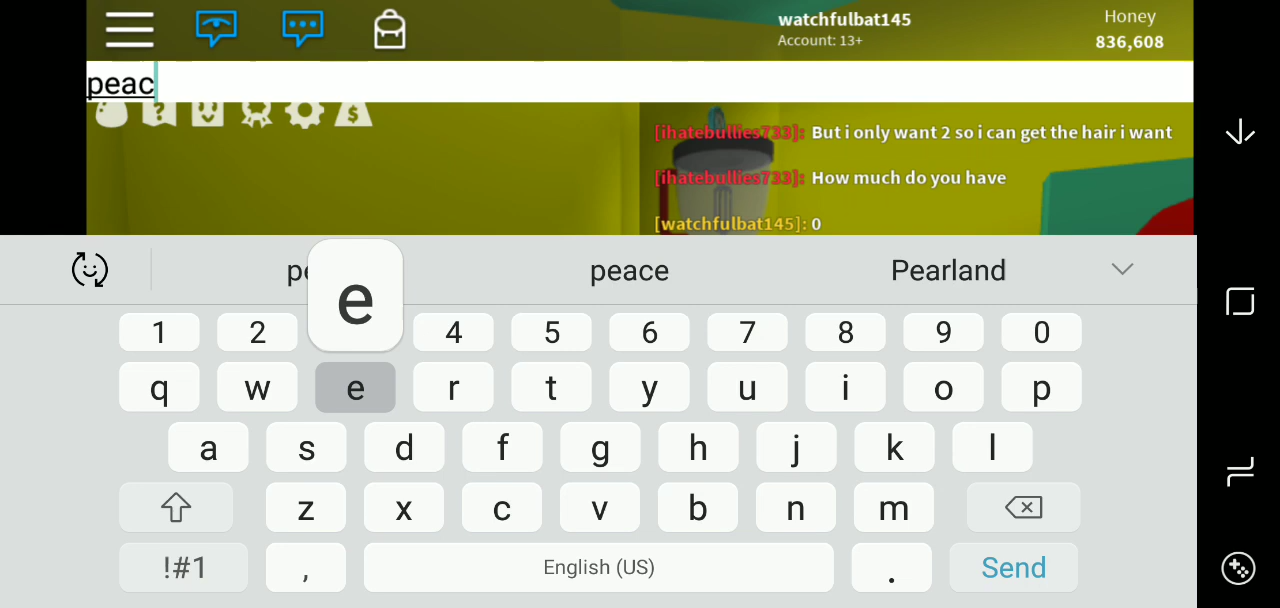 watchfulbat145
Account: 13+
Honey
836,608
peac
[ihatebullies733]: But i only want 2 so i can get the hair i want
[ihatebullies733]: How much do you have
[watchfulbat145]: 0
peace
Pearland
e
1 2 4 5 6 7 8 9 0
q w e r t y u i o p
a s d f g h j k l
z x c v b n m
!#1 , English (US) . Send